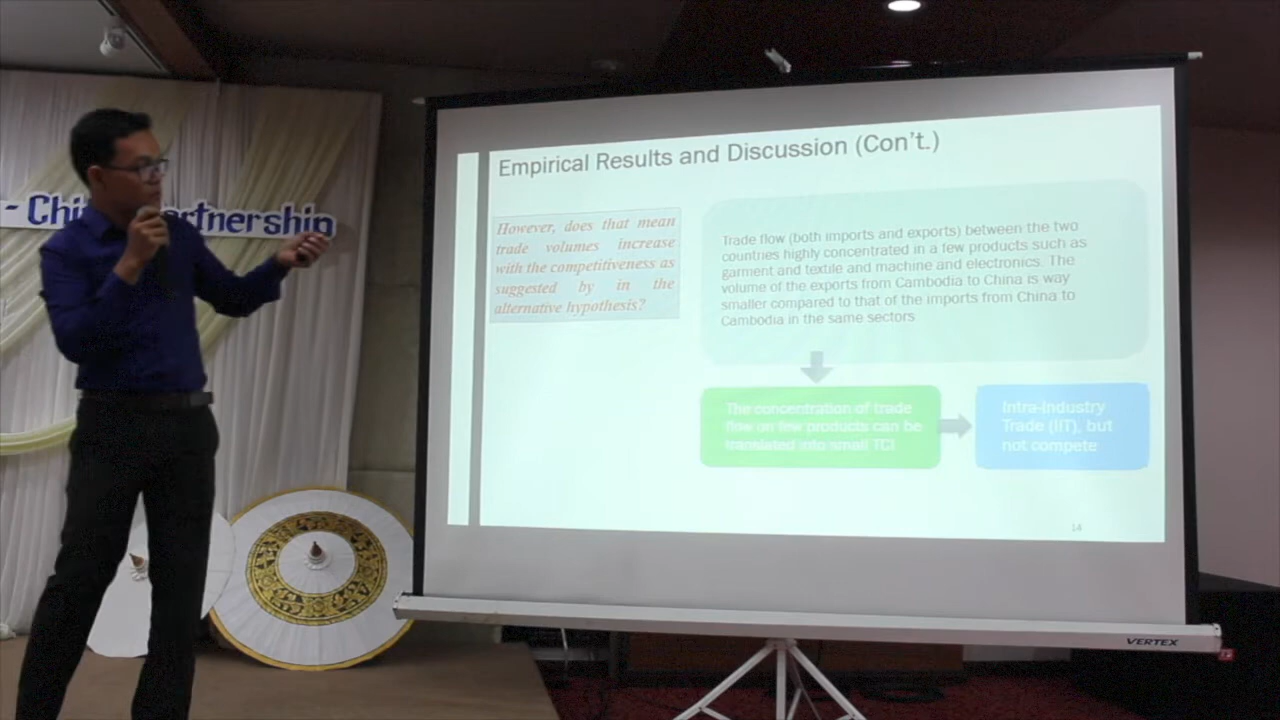 - Chi
artnership
Empirical Results and Discussion (Con't.)
However, does that mean
trade volumes increase
with the competitiveness as
suggested by in the
alternative hypothesis?
Trade flow (both imports and exports) between the two
countries highly concentrated in a few products such as
garment and textile and machine and electronics. The
volume of the exports from Cambodia to China is way
smaller compared to that of the imports from China to
Cambodia in the same sectors
The concentration of trade
flow on few products can be
translated into small TCI
Intra-Industry
Trade (IIT), but
not compete
14
VERTEX